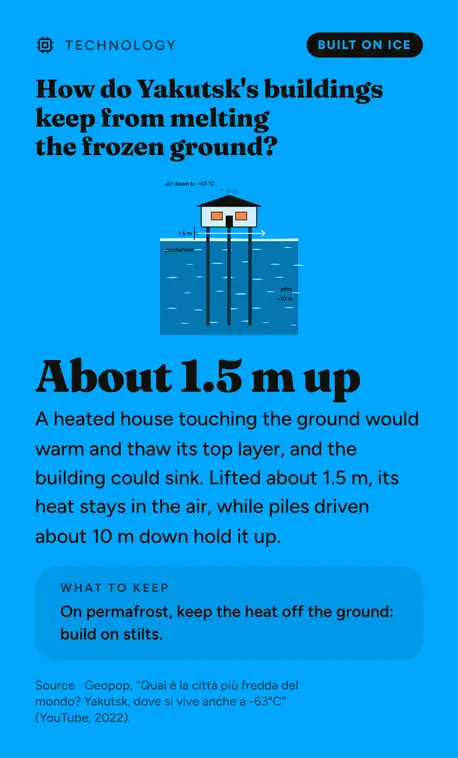 TECHNOLOGY
BUILT ON ICE
How do Yakutsk's buildings
keep from melting
the frozen ground?
air: down to −63 °C
1.5 m
permafrost
piles
~10 m
About 1.5 m up
A heated house touching the ground would
warm and thaw its top layer, and the
building could sink. Lifted about 1.5 m, its
heat stays in the air, while piles driven
about 10 m down hold it up.
WHAT TO KEEP
On permafrost, keep the heat off the ground:
build on stilts.
Source · Geopop, “Qual è la città più fredda del
mondo? Yakutsk, dove si vive anche a -63°C”
(YouTube, 2022).